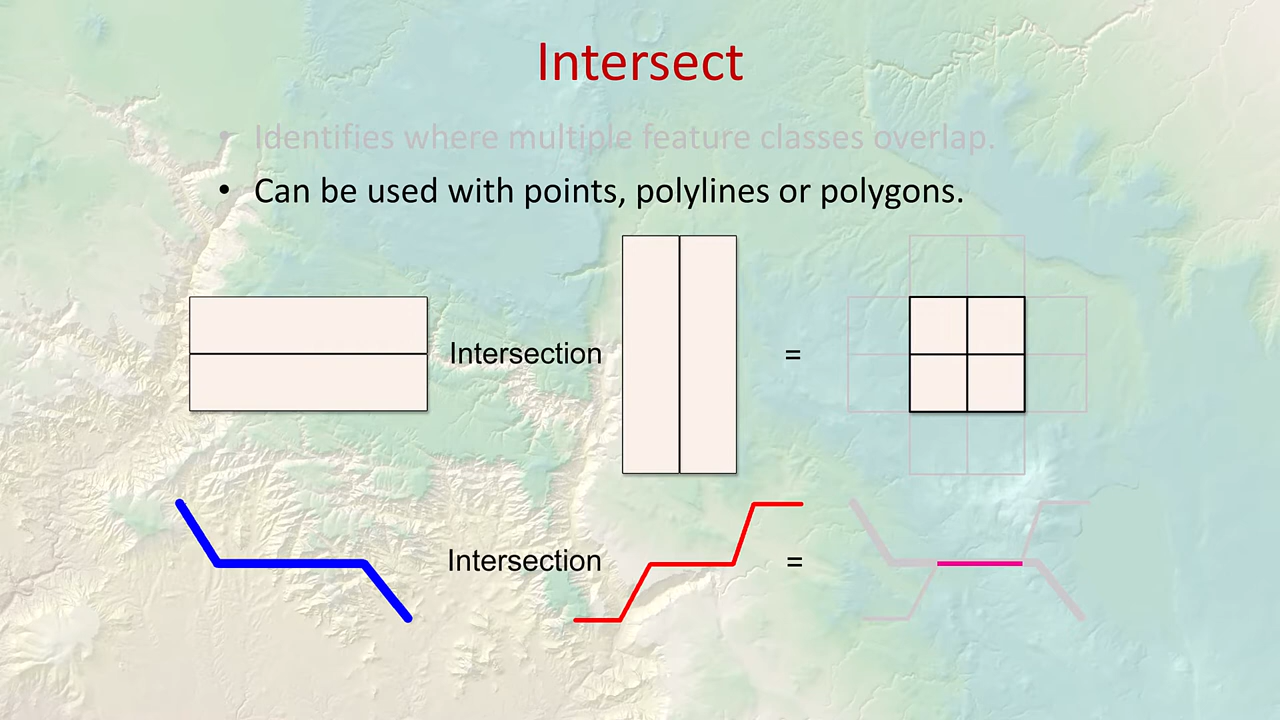 Intersect
• Identifies where multiple feature classes overlap.
• Can be used with points, polylines or polygons.
Intersection =
Intersection =